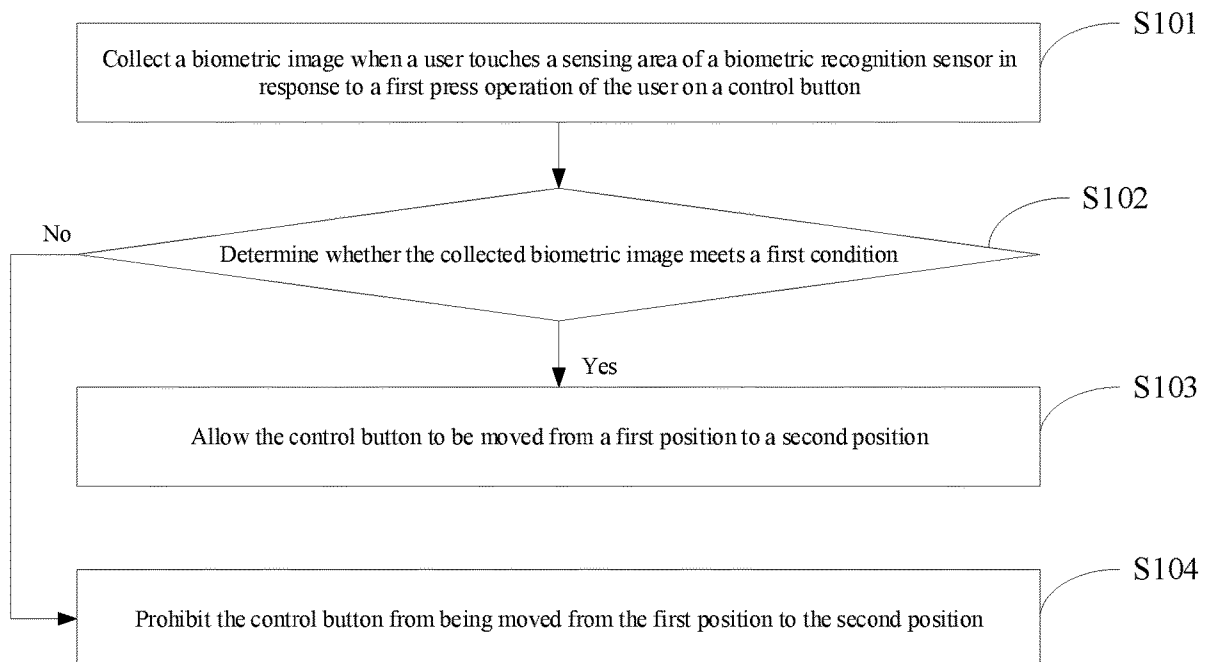 S101
Collect a biometric image when a user touches a sensing area of a biometric recognition sensor in
response to a first press operation of the user on a control button
S102
No
Determine whether the collected biometric image meets a first condition
Yes
S103
Allow the control button to be moved from a first position to a second position
S104
Prohibit the control button from being moved from the first position to the second position